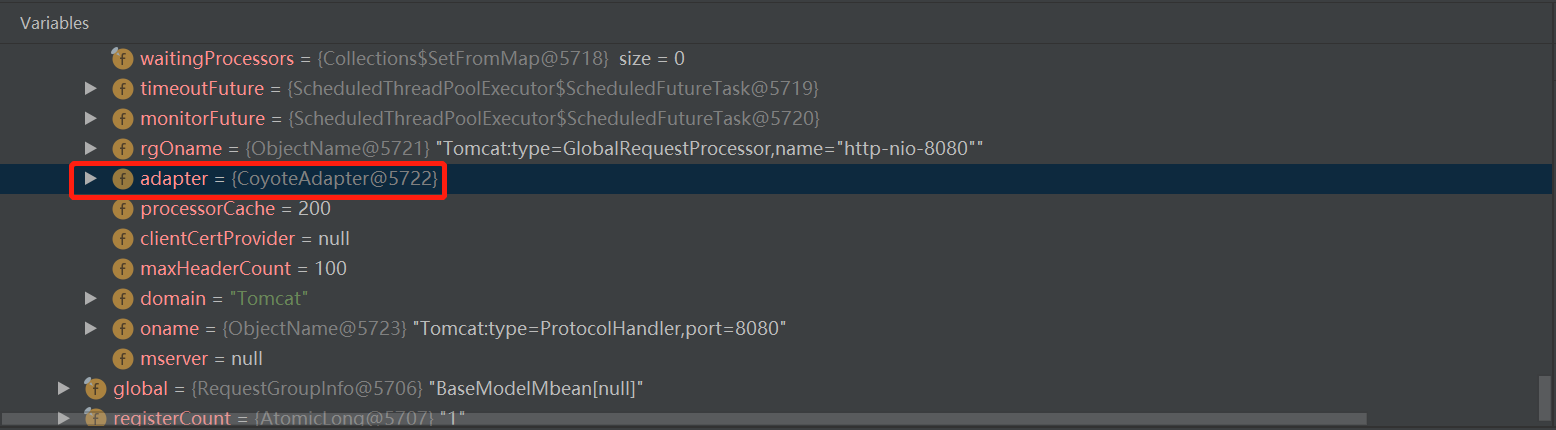 Variables
f waitingProcessors = {Collections$SetFromMap@5718} size = 0
f timeoutFuture = {ScheduledThreadPoolExecutor$ScheduledFutureTask@5719}
f monitorFuture = {ScheduledThreadPoolExecutor$ScheduledFutureTask@5720}
f rgOname = {ObjectName@5721} "Tomcat:type=GlobalRequestProcessor,name="http-nio-8080""
f adapter = {CoyoteAdapter@5722}
f processorCache = 200
f clientCertProvider = null
f maxHeaderCount = 100
f domain = "Tomcat"
f oname = {ObjectName@5723} "Tomcat:type=ProtocolHandler,port=8080"
f mserver = null
f global = {RequestGroupInfo@5706} "BaseModelMbean[null]"
f registerCount = {AtomicLong@5707} "1"